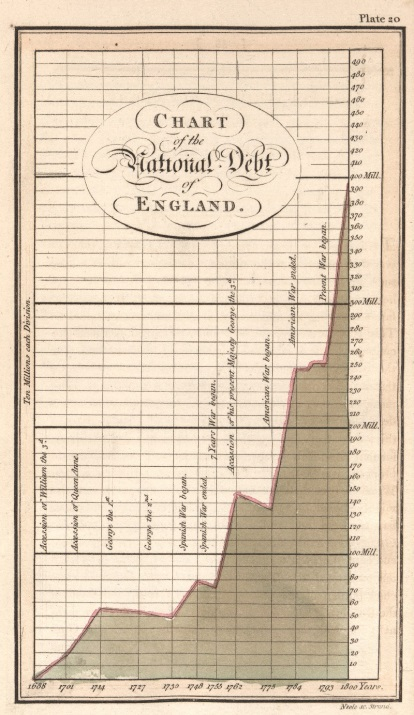 Plate 20
CHART
of the
National Debt
of
ENGLAND.
490
480
470
460
450
440
430
420
410
400 Mill.
390
380
370
360
350
340
330
320
310
300 Mill.
290
280
270
260
250
240
230
220
210
200 Mill.
190
180
170
160
150
140
130
120
110
100 Mill.
90
80
70
60
50
40
30
20
10
Ten Millions each Division.
Accession of William the 3d.
Accession of Queen Anne.
George the 1st
George the 2nd
Spanish War began.
Spanish War ended.
7 Years War began.
Accession of his present Majesty George the 3d
American War began.
American War ended.
Present War began.
1688 1701 1714 1727 1739 1748 1755 1762 1775 1784 1793 1800 Years.
Neele sc. Strand.